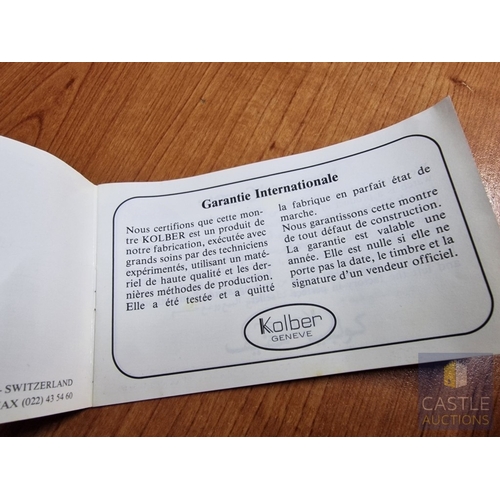 Garantie Internationale
Nous certifions que cette mon-
tre KOLBER est un produit de
notre fabrication, exécutée avec
grands soins par des techniciens
expérimentés, utilisant un maté-
riel de haute qualité et les der-
nières méthodes de production.
Elle a été testée et a quitté
la fabrique en parfait état de
marche.
Nous garantissons cette montre
de tout défaut de construction.
La garantie est valable une
année. Elle est nulle si elle ne
porte pas la date, le timbre et la
signature d'un vendeur officiel.
Kolber
GENEVE
- SWITZERLAND
FAX (022) 43 54 60
CASTLE
AUCTIONS